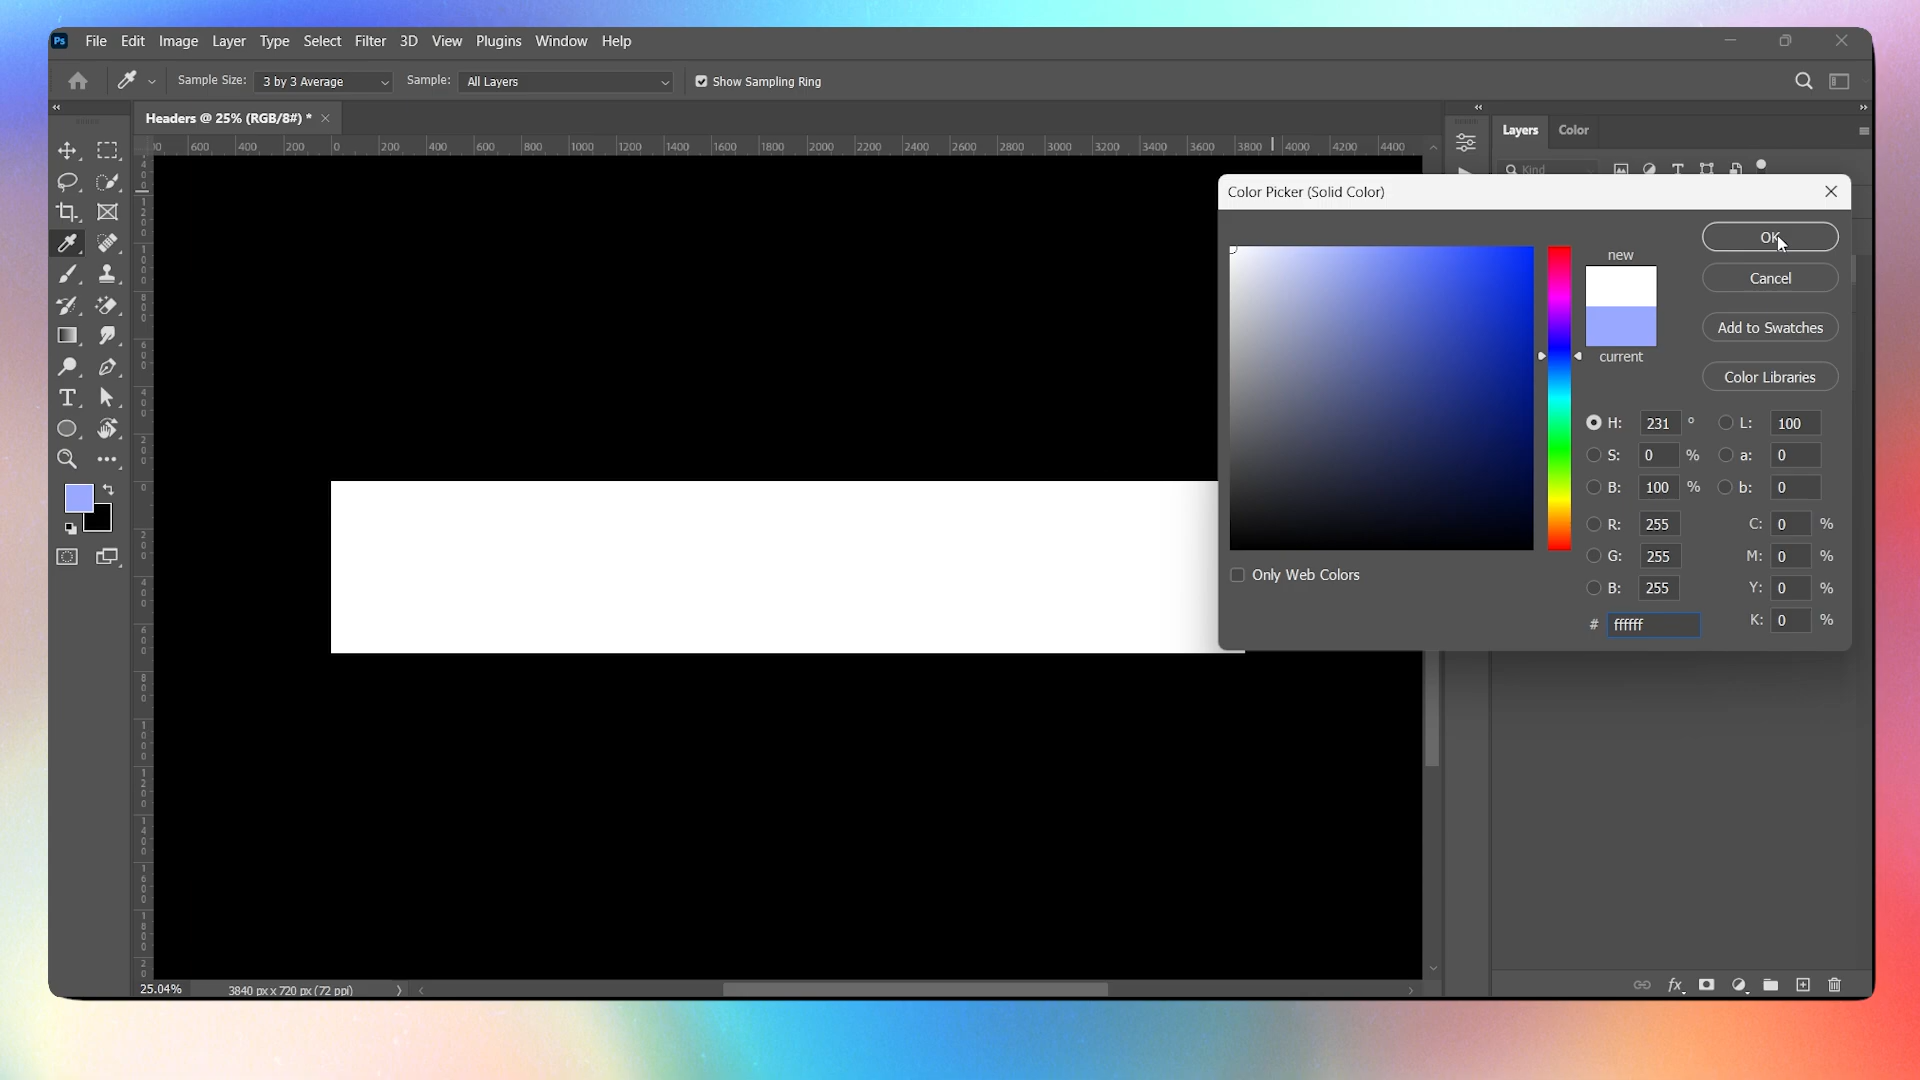 Ps File Edit Image Layer Type Select Filter 3D View Plugins Window Help
Sample Size: 3 by 3 Average Sample: All Layers Show Sampling Ring
Headers @ 25% (RGB/8#) *
Layers Color
600 400 200 0 200 400 600 800 1000 1200 1400 1600 1800 2000 2200 2400 2600 2800 3000 3200 3400 3600 3800 4000 4200 4400
Kind
Color Picker (Solid Color)
OK
new
Cancel
Add to Swatches
current
Color Libraries
H: 231 ° L: 100
S: 0 % a: 0
B: 100 % b: 0
R: 255 C: 0 %
G: 255 M: 0 %
B: 255 Y: 0 %
# ffffff K: 0 %
Only Web Colors
25.04% 3840 px x 720 px (72 ppi)
fx